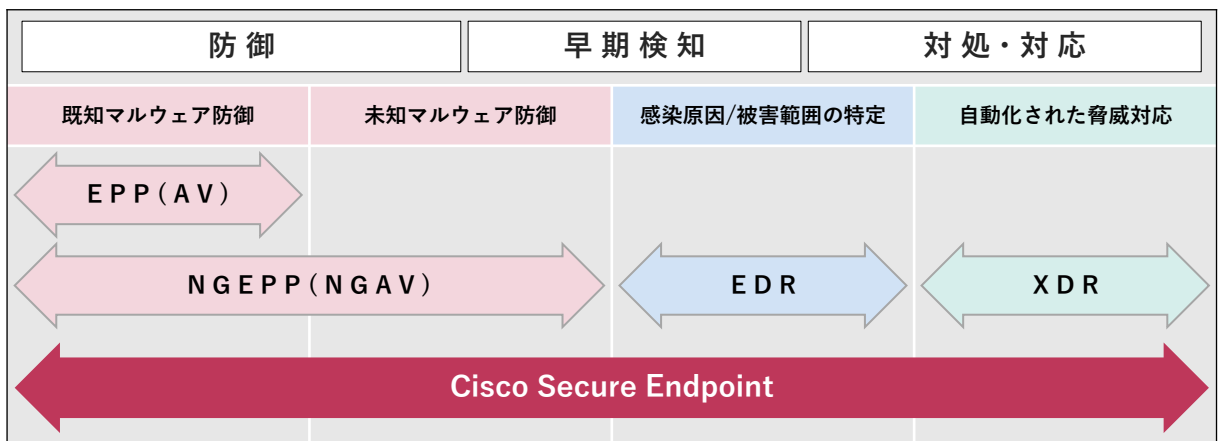 防御
早期検知
対処・対応
既知マルウェア防御
未知マルウェア防御
感染原因/被害範囲の特定
自動化された脅威対応
EPP(AV)
NGEPP(NGAV)
EDR
XDR
Cisco Secure Endpoint